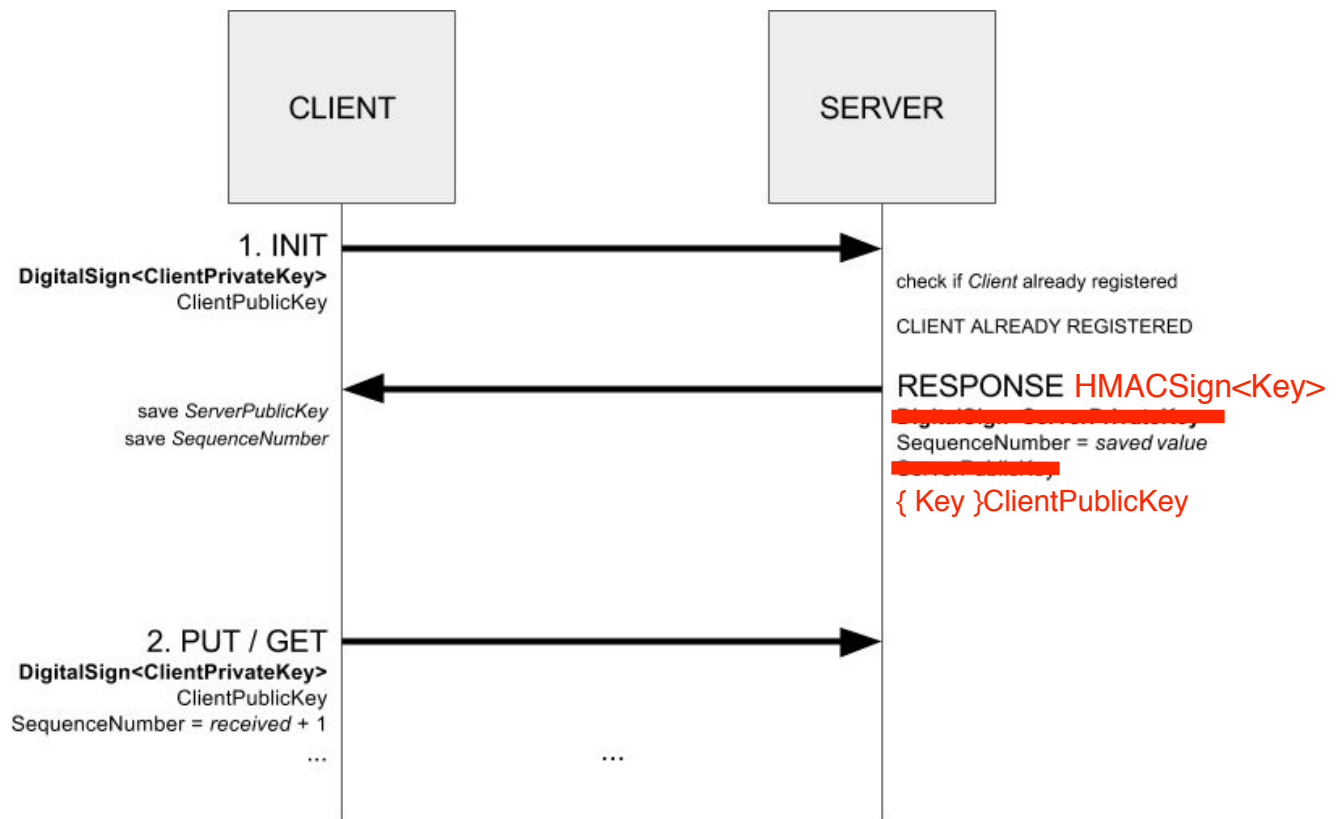 CLIENT
SERVER
1. INIT
DigitalSign<ClientPrivateKey>
ClientPublicKey
check if Client already registered
CLIENT ALREADY REGISTERED
RESPONSE HMACSign<Key>
save ServerPublicKey
save SequenceNumber
SequenceNumber = saved value
{ Key }ClientPublicKey
2. PUT / GET
DigitalSign<ClientPrivateKey>
ClientPublicKey
SequenceNumber = received + 1
...
...